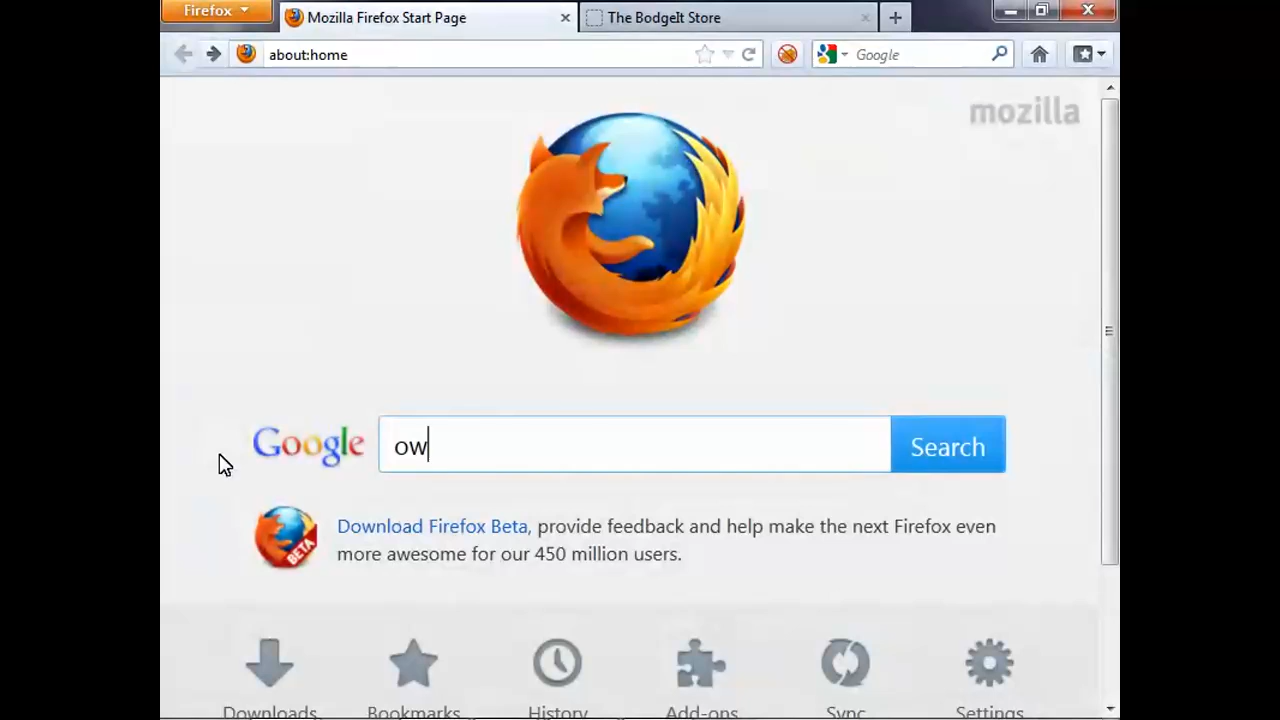 Firefox
Mozilla Firefox Start Page
The BodgeIt Store
about:home
Google
mozilla
Google
ow
Search
BETA
Download Firefox Beta, provide feedback and help make the next Firefox even
more awesome for our 450 million users.
Downloads
Bookmarks
History
Add-ons
Sync
Settings